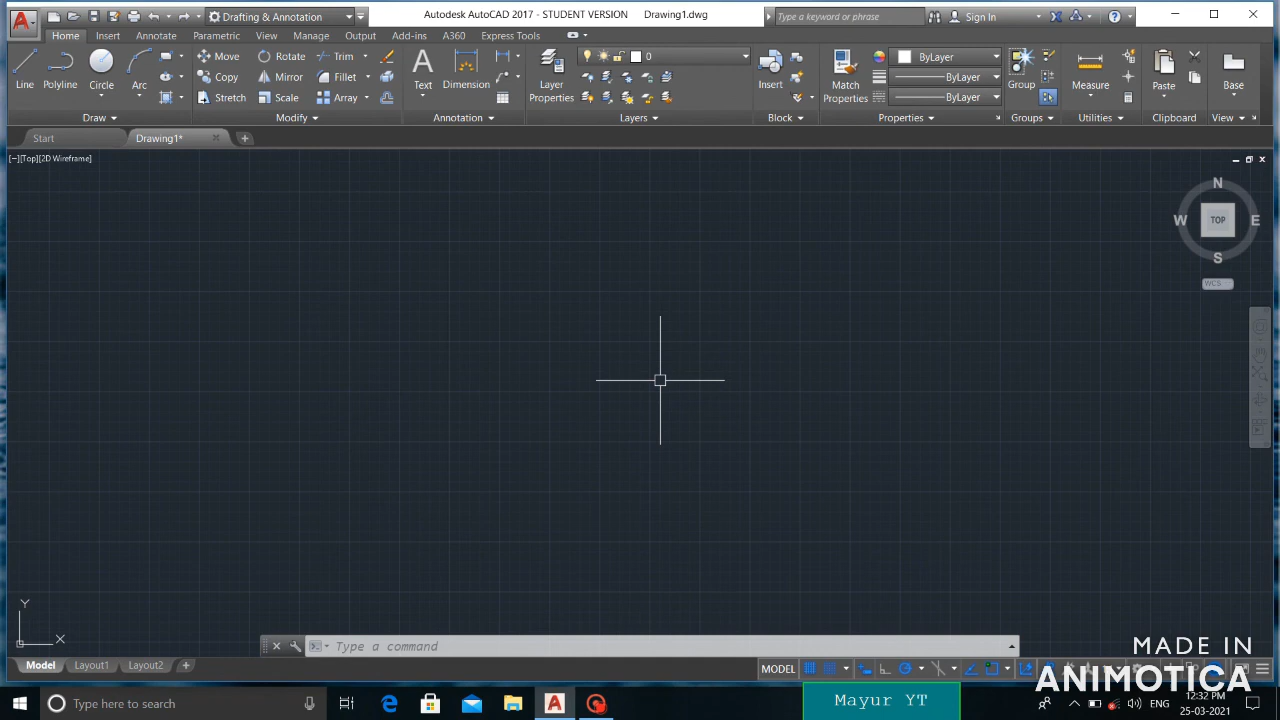 Drafting & Annotation
Autodesk AutoCAD 2017 - STUDENT VERSION Drawing1.dwg
Type a keyword or phrase
Sign In
Home Insert Annotate Parametric View Manage Output Add-ins A360 Express Tools
Move Rotate Trim
0
ByLayer
Line Polyline Circle Arc
Copy Mirror Fillet
Text Dimension
Layer Properties
Insert
Match Properties
ByLayer
Group Measure Paste Base
Stretch Scale Array
ByLayer
Draw Modify Annotation Layers Block Properties Groups Utilities Clipboard View
Start Drawing1*
[−][Top][2D Wireframe]
N
W TOP E
S
WCS
Y
X
Type a command
MADE IN
ANIMOTICA
Model Layout1 Layout2
MODEL
Type here to search
Mayur YT
ENG
12:32 PM
25-03-2021